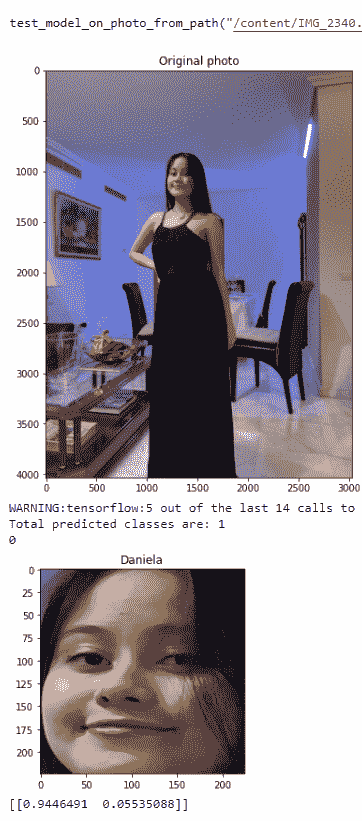 test_model_on_photo_from_path("/content/IMG_2340.
Original photo
0
500
1000
1500
2000
2500
3000
3500
4000
0 500 1000 1500 2000 2500 3000
WARNING:tensorflow:5 out of the last 14 calls to
Total predicted classes are: 1
0
Daniela
0
25
50
75
100
125
150
175
200
0 50 100 150 200
[[0.9446491 0.05535088]]